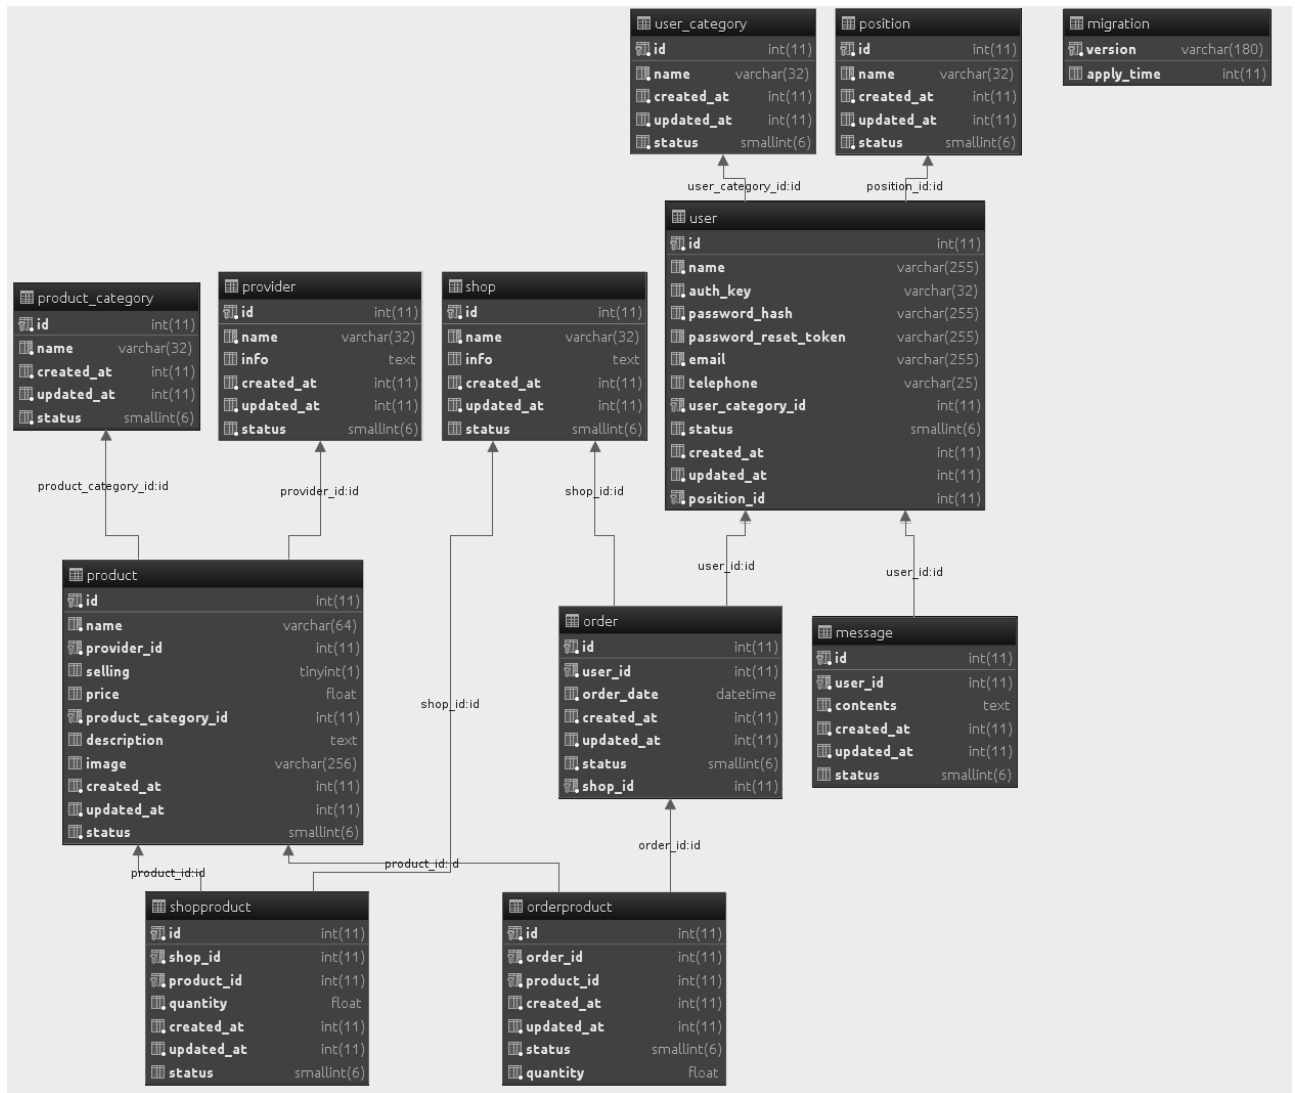 user_category
id int(11)
name varchar(32)
created_at int(11)
updated_at int(11)
status smallint(6)
position
id int(11)
name varchar(32)
created_at int(11)
updated_at int(11)
status smallint(6)
migration
version varchar(180)
apply_time int(11)
user_category_id:id
position_id:id
user
id int(11)
name varchar(255)
auth_key varchar(32)
password_hash varchar(255)
password_reset_token varchar(255)
email varchar(255)
telephone varchar(25)
user_category_id int(11)
status smallint(6)
created_at int(11)
updated_at int(11)
position_id int(11)
product_category
id int(11)
name varchar(32)
created_at int(11)
updated_at int(11)
status smallint(6)
provider
id int(11)
name varchar(32)
info text
created_at int(11)
updated_at int(11)
status smallint(6)
shop
id int(11)
name varchar(32)
info text
created_at int(11)
updated_at int(11)
status smallint(6)
product_category_id:id
provider_id:id
shop_id:id
user_id:id
user_id:id
product
id int(11)
name varchar(64)
provider_id int(11)
selling tinyint(1)
price float
product_category_id int(11)
description text
image varchar(256)
created_at int(11)
updated_at int(11)
status smallint(6)
shop_id:id
order
id int(11)
user_id int(11)
order_date datetime
created_at int(11)
updated_at int(11)
status smallint(6)
shop_id int(11)
message
id int(11)
user_id int(11)
contents text
created_at int(11)
updated_at int(11)
status smallint(6)
order_id:id
product_id:id
product_id:id
shopproduct
id int(11)
shop_id int(11)
product_id int(11)
quantity float
created_at int(11)
updated_at int(11)
status smallint(6)
orderproduct
id int(11)
order_id int(11)
product_id int(11)
created_at int(11)
updated_at int(11)
status smallint(6)
quantity float